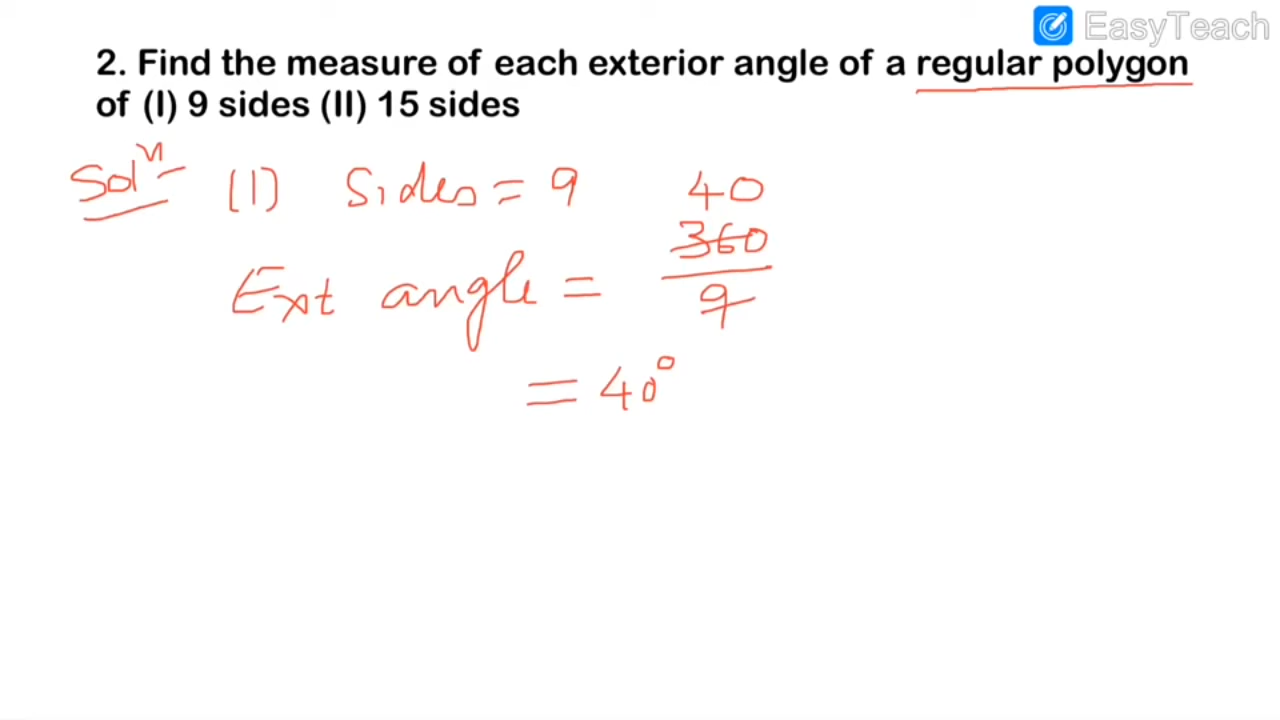 EasyTeach
2. Find the measure of each exterior angle of a regular polygon
of (I) 9 sides (II) 15 sides
Solⁿ (1) Sides = 9
40
Ext angle = 360/9
= 40°